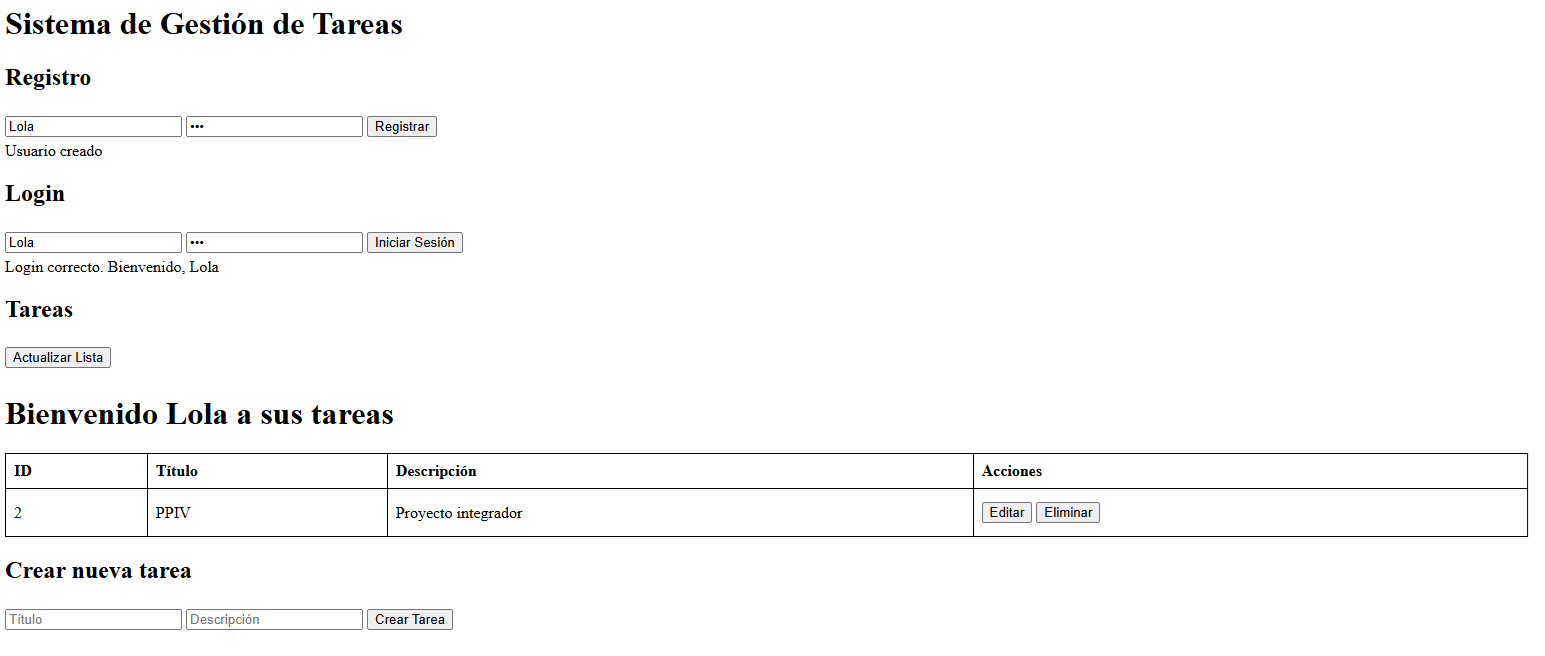 Sistema de Gestión de Tareas
Registro
Lola ••• Registrar
Usuario creado
Login
Lola ••• Iniciar Sesión
Login correcto. Bienvenido, Lola
Tareas
Actualizar Lista
Bienvenido Lola a sus tareas
ID Título Descripción Acciones
2 PPIV Proyecto integrador Editar Eliminar
Crear nueva tarea
Título Descripción Crear Tarea